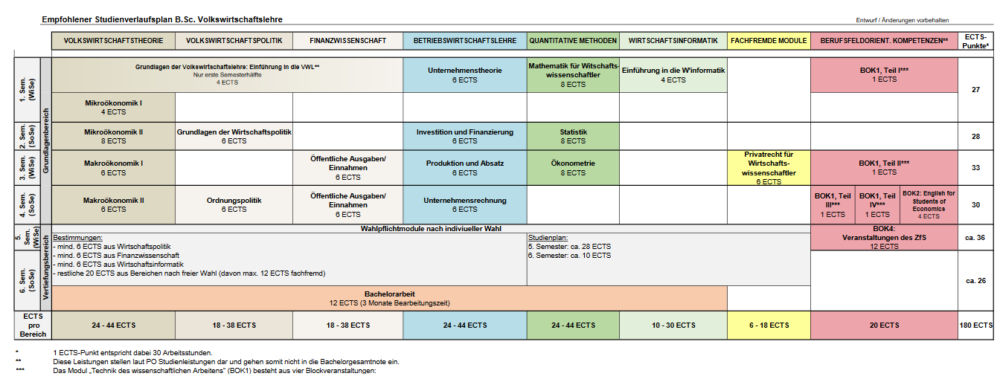 Empfohlener Studienverlaufsplan B.Sc. Volkswirtschaftslehre
Entwurf / Änderungen vorbehalten
VOLKSWIRTSCHAFTSTHEORIE
VOLKSWIRTSCHAFTSPOLITIK
FINANZWISSENSCHAFT
BETRIEBSWIRTSCHAFTSLEHRE
QUANTITATIVE METHODEN
WIRTSCHAFTSINFORMATIK
FACHFREMDE MODULE
BERUFSFELDORIENT. KOMPETENZEN**
ECTS-
Punkte*
1. Sem.
(WiSe)
Grundlagenbereich
Grundlagen der Volkswirtschaftslehre: Einführung in die VWL**
Nur erste Semesterhälfte
4 ECTS
Unternehmenstheorie
6 ECTS
Mathematik für Witschafts-
wissenschaftler
8 ECTS
Einführung in die W'informatik
4 ECTS
BOK1, Teil I***
1 ECTS
27
Mikroökonomik I
4 ECTS
2. Sem.
(SoSe)
Mikroökonomik II
8 ECTS
Grundlagen der Wirtschaftspolitik
6 ECTS
Investition und Finanzierung
6 ECTS
Statistik
8 ECTS
28
3. Sem.
(WiSe)
Makroökonomik I
6 ECTS
Öffentliche Ausgaben/
Einnahmen
6 ECTS
Produktion und Absatz
6 ECTS
Ökonometrie
8 ECTS
Privatrecht für
Wirtschafts-
wissenschaftler
6 ECTS
BOK1, Teil II***
1 ECTS
33
4. Sem.
(SoSe)
Makroökonomik II
6 ECTS
Ordnungspolitik
6 ECTS
Öffentliche Ausgaben/
Einnahmen
6 ECTS
Unternehmensrechnung
6 ECTS
BOK1, Teil
III***
1 ECTS
BOK1, Teil
IV***
1 ECTS
BOK2: English for
Students of
Economics
4 ECTS
30
5.
Sem.
(WiSe)
Vertiefungsbereich
Wahlpflichtmodule nach indiviueller Wahl
Bestimmungen:
- mind. 6 ECTS aus Wirtschaftspolitik
- mind. 6 ECTS aus Finanzwissenschaft
- mind. 6 ECTS aus Wirtschaftsinformatik
- restliche 20 ECTS aus Bereichen nach freier Wahl (davon max. 12 ECTS fachfremd)
Studienplan:
5. Semester: ca. 28 ECTS
6. Semester: ca. 10 ECTS
BOK4:
Veranstaltungen des ZfS
12 ECTS
ca. 36
6. Sem.
(SoSe)
ca. 26
Bachelorarbeit
12 ECTS (3 Monate Bearbeitungszeit)
ECTS
pro
Bereich
24 - 44 ECTS
18 - 38 ECTS
18 - 38 ECTS
24 - 44 ECTS
24 - 44 ECTS
10 - 30 ECTS
6 - 18 ECTS
20 ECTS
180 ECTS
* 1 ECTS-Punkt entspricht dabei 30 Arbeitsstunden.
** Diese Leistungen stellen laut PO Studienleistungen dar und gehen somit nicht in die Bachelorgesamtnote ein.
*** Das Modul „Technik des wissenschaftlichen Arbeitens“ (BOK1) besteht aus vier Blockveranstaltungen: